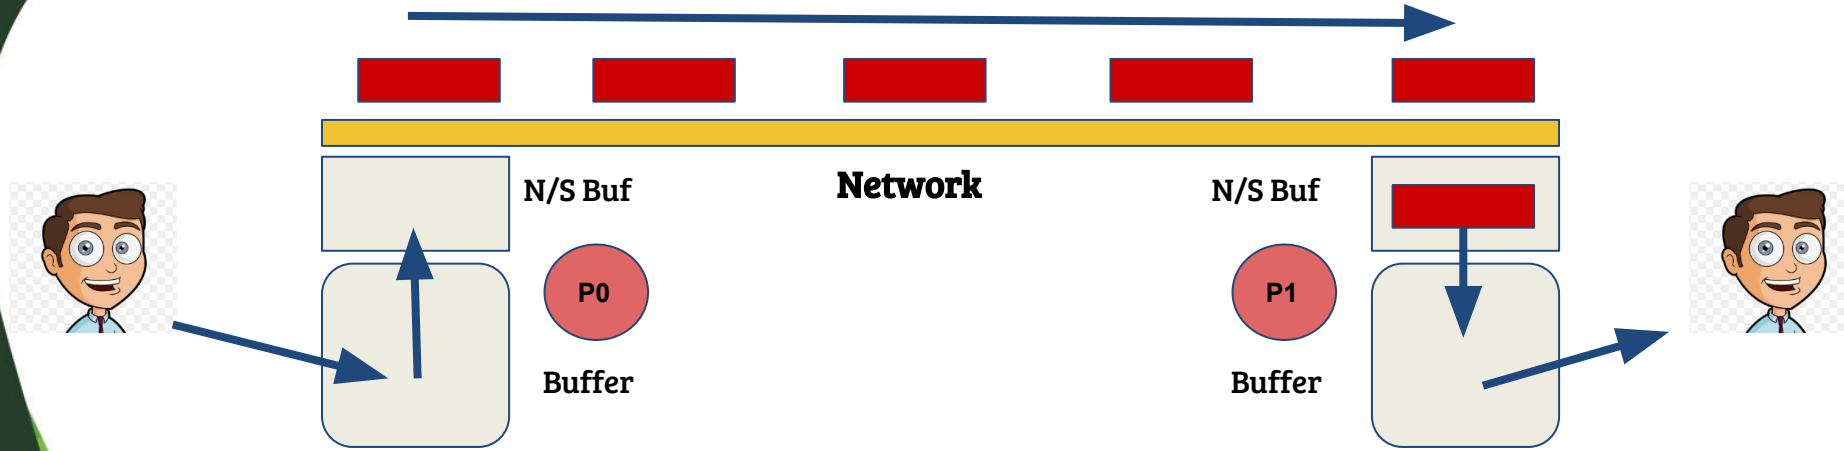 N/S Buf
Network
N/S Buf
P0
P1
Buffer
Buffer